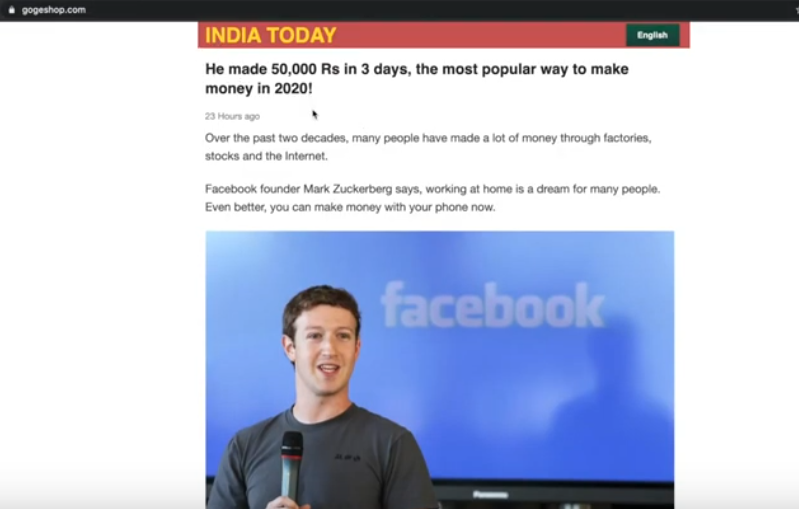 gogeshop.com
INDIA TODAY
English
He made 50,000 Rs in 3 days, the most popular way to make
money in 2020!
23 Hours ago
Over the past two decades, many people have made a lot of money through factories,
stocks and the Internet.
Facebook founder Mark Zuckerberg says, working at home is a dream for many people.
Even better, you can make money with your phone now.
facebook
Panasonic